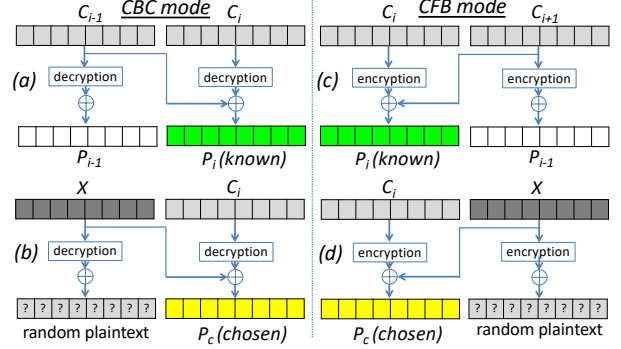 CBC mode
C_{i-1} C_i
(a) decryption decryption
P_{i-1} P_i (known)
X C_i
(b) decryption decryption
? ? ? ? ? ? ? ?
random plaintext P_c (chosen)
CFB mode
C_i C_{i+1}
(c) encryption encryption
P_i (known) P_{i-1}
C_i X
(d) encryption encryption
? ? ? ? ? ? ? ?
P_c (chosen) random plaintext